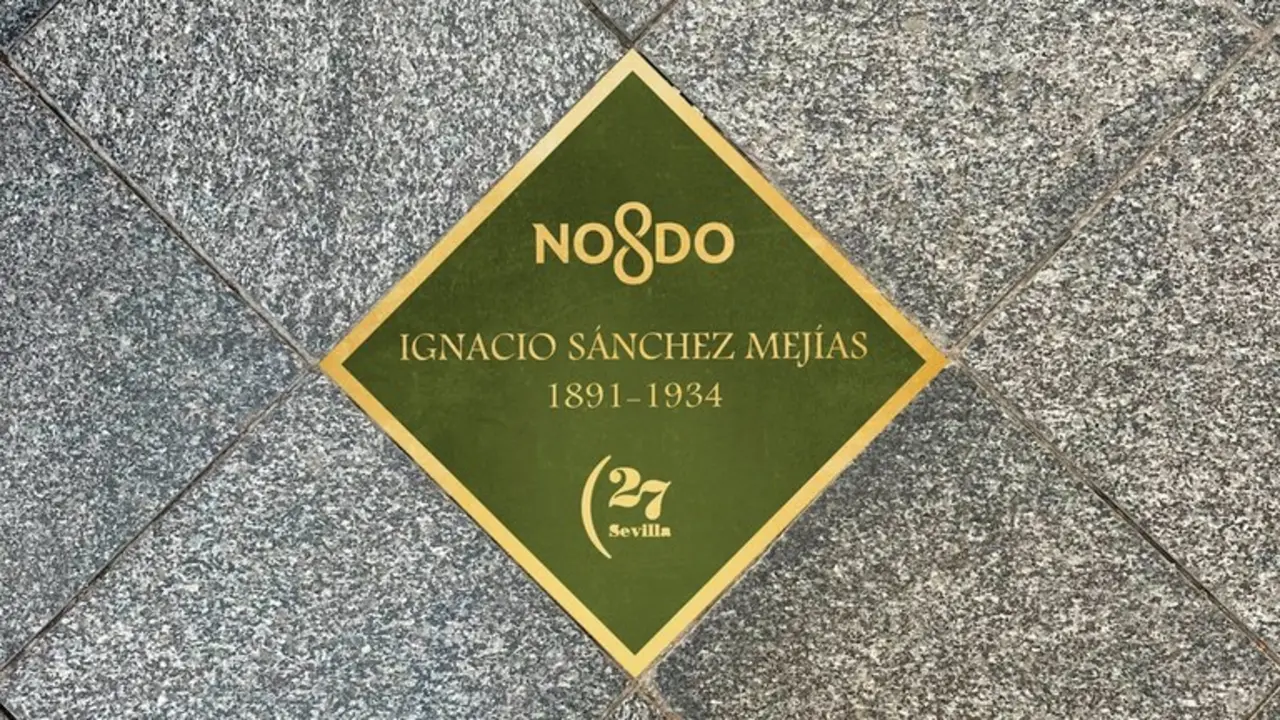 NO8DO
IGNACIO SÁNCHEZ MEJÍAS
1891–1934
(27
Sevilla